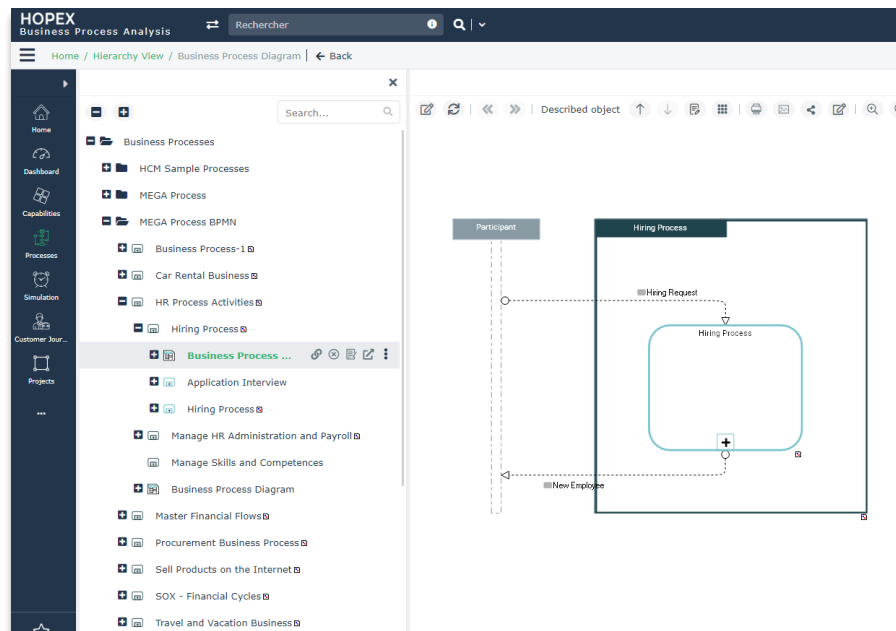 HOPEX
Business Process Analysis
Rechercher
Home / Hierarchy View / Business Process Diagram | ← Back
Search...
Described object
Home
Dashboard
Capabilities
Processes
Simulation
Customer Jour...
Projects
...
Business Processes
HCM Sample Processes
MEGA Process
MEGA Process BPMN
Business Process-1
Car Rental Business
HR Process Activities
Hiring Process
Business Process ...
Application Interview
Hiring Process
Manage HR Administration and Payroll
Manage Skills and Competences
Business Process Diagram
Master Financial Flows
Procurement Business Process
Sell Products on the Internet
SOX - Financial Cycles
Travel and Vacation Business
Participant
Hiring Process
Hiring Request
Hiring Process
New Employee